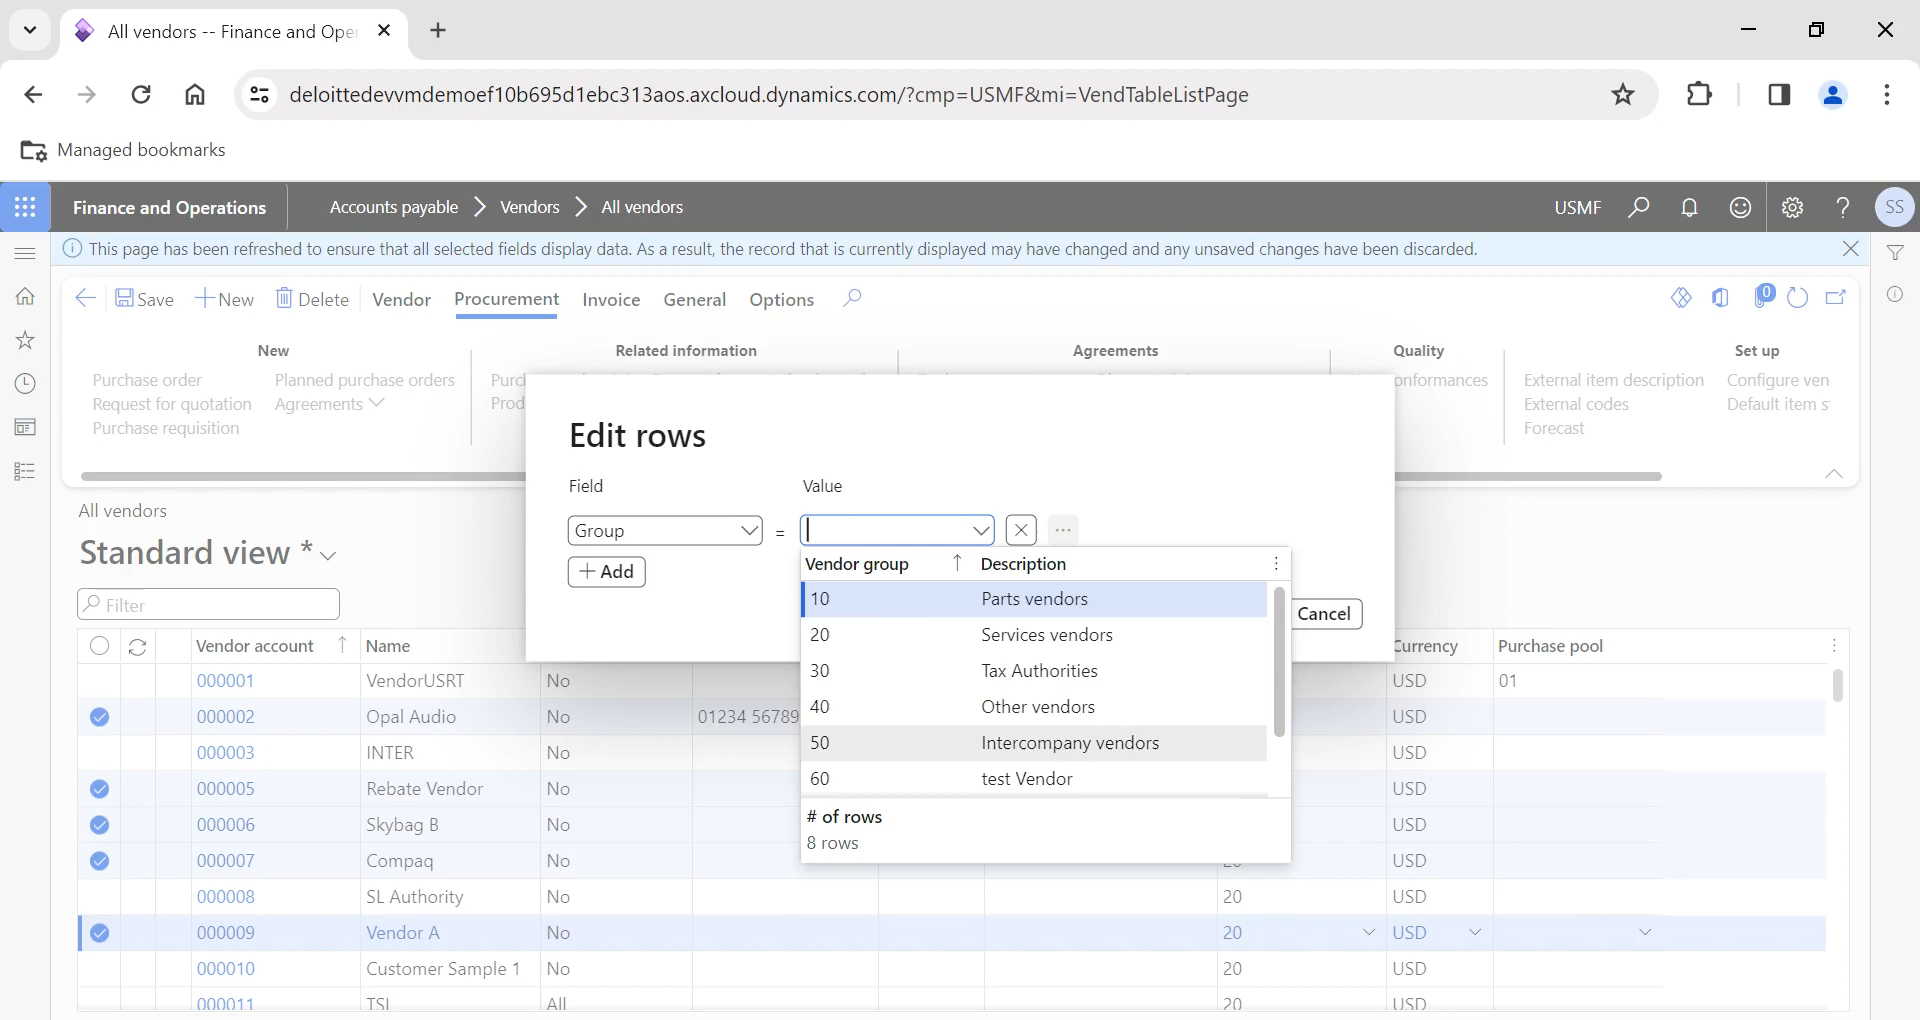 All vendors -- Finance and Ope
deloittedevvmdemoef10b695d1ebc313aos.axcloud.dynamics.com/?cmp=USMF&mi=VendTableListPage
Managed bookmarks
Finance and Operations
Accounts payable
Vendors
All vendors
USMF
SS
This page has been refreshed to ensure that all selected fields display data. As a result, the record that is currently displayed may have changed and any unsaved changes have been discarded.
Save
New
Delete
Vendor
Procurement
Invoice
General
Options
0
New
Related information
Agreements
Quality
Set up
Purchase order
Planned purchase orders
Purc
onformances
External item description
Configure ven
Request for quotation
Agreements
Prod
External codes
Default item s
Purchase requisition
Forecast
Edit rows
Field
Value
Group
=
+ Add
Vendor group
Description
10
Parts vendors
20
Services vendors
30
Tax Authorities
40
Other vendors
50
Intercompany vendors
60
test Vendor
# of rows
8 rows
Cancel
All vendors
Standard view *
Filter
Vendor account
Name
Currency
Purchase pool
000001
VendorUSRT
No
USD
01
000002
Opal Audio
No
01234 56789
USD
000003
INTER
No
USD
000005
Rebate Vendor
No
USD
000006
Skybag B
No
USD
000007
Compaq
No
20
USD
000008
SL Authority
No
20
USD
000009
Vendor A
No
20
USD
000010
Customer Sample 1
No
20
USD
000011
TSL
All
20
USD